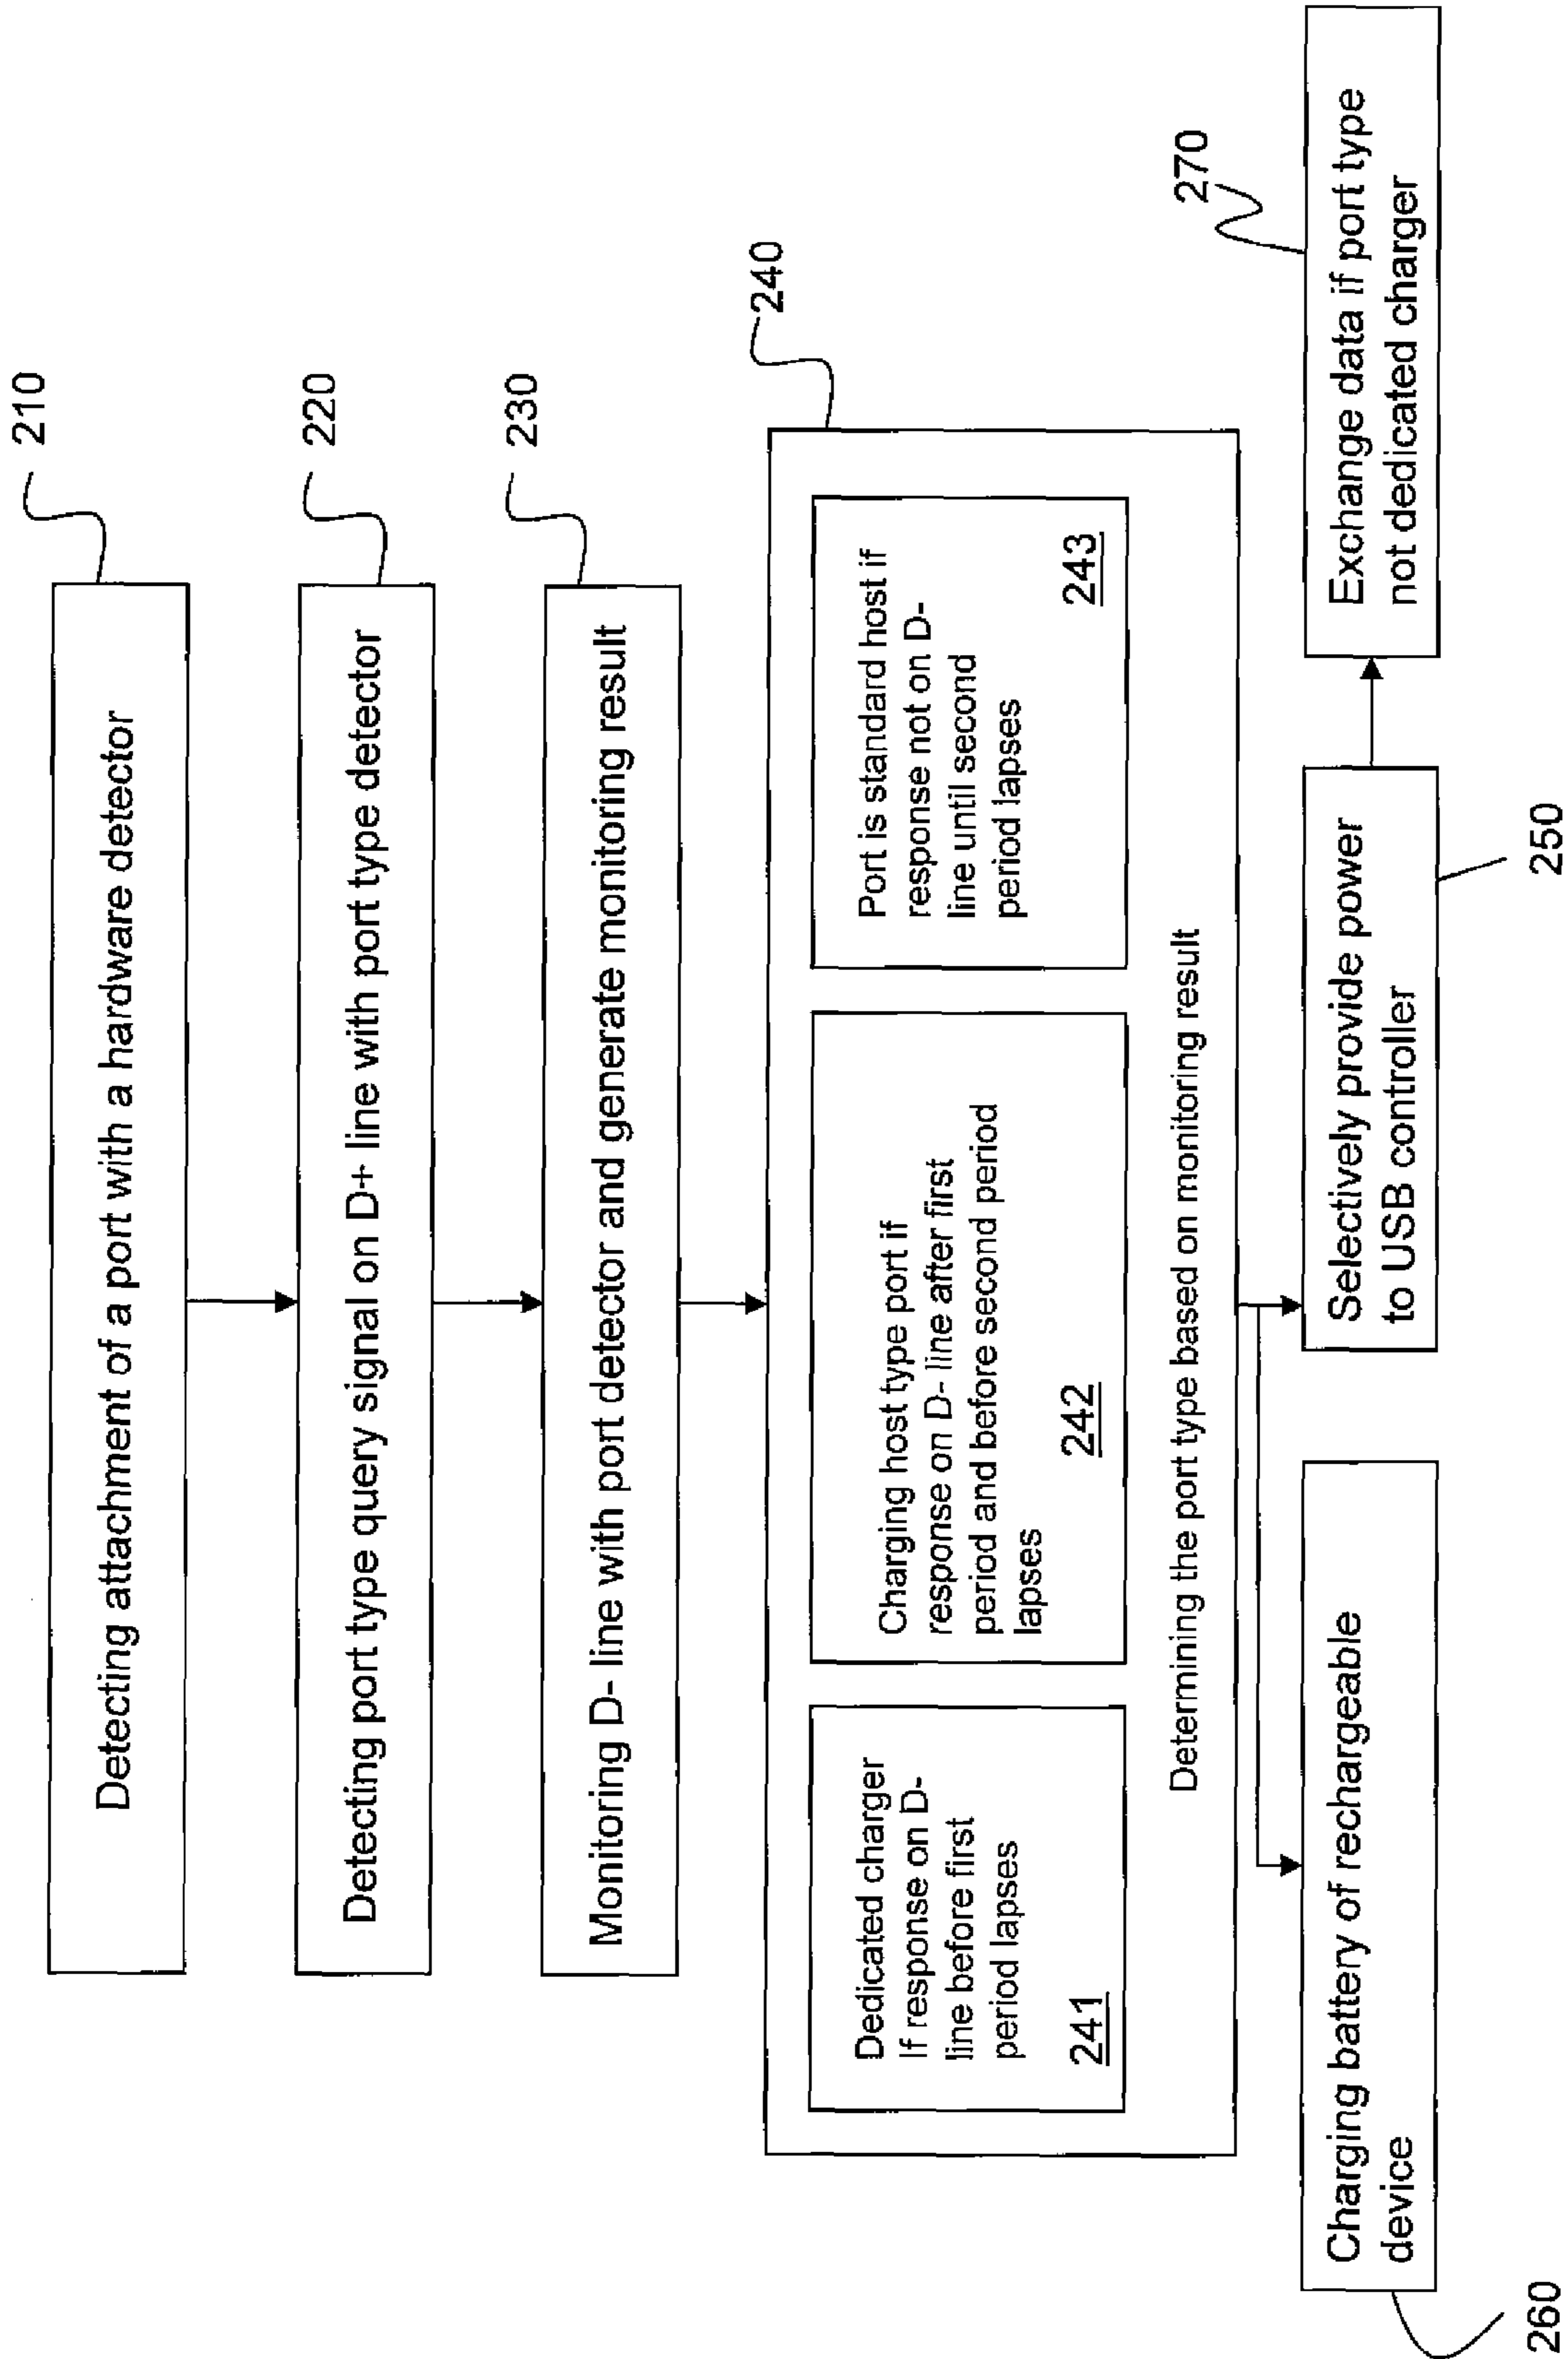 210
Detecting attachment of a port with a hardware detector
220
Detecting port type query signal on D+ line with port type detector
230
Monitoring D- line with port detector and generate monitoring result
240
Dedicated charger
If response on D-
line before first
period lapses
241
Charging host type port if
response on D- line after first
period and before second period
lapses
242
Port is standard host if
response not on D-
line until second
period lapses
243
Determining the port type based on monitoring result
Charging battery of rechargeable
device
260
Selectively provide power
to USB controller
250
Exchange data if port type
not dedicated charger
270